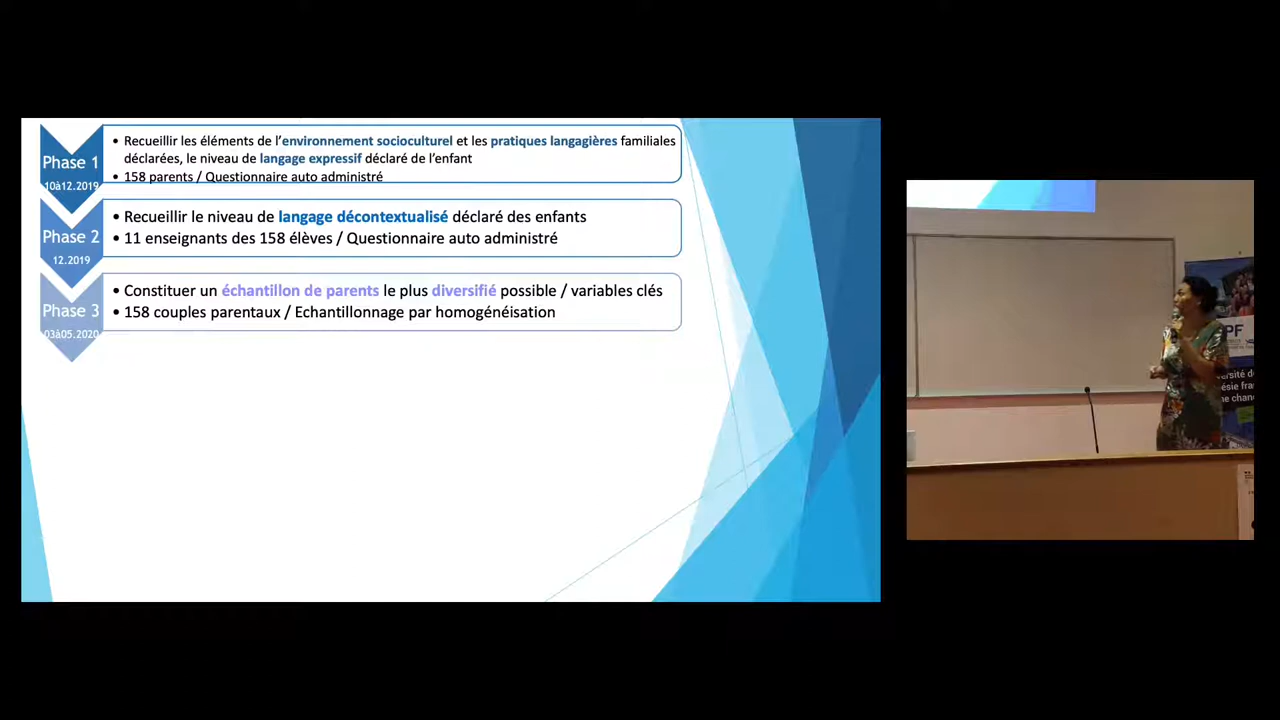 Phase 1
10à12.2019
• Recueillir les éléments de l'environnement socioculturel et les pratiques langagières familiales
déclarées, le niveau de langage expressif déclaré de l'enfant
• 158 parents / Questionnaire auto administré
Phase 2
12.2019
• Recueillir le niveau de langage décontextualisé déclaré des enfants
• 11 enseignants des 158 élèves / Questionnaire auto administré
Phase 3
03à05.2020
• Constituer un échantillon de parents le plus diversifié possible / variables clés
• 158 couples parentaux / Echantillonnage par homogénéisation
PF